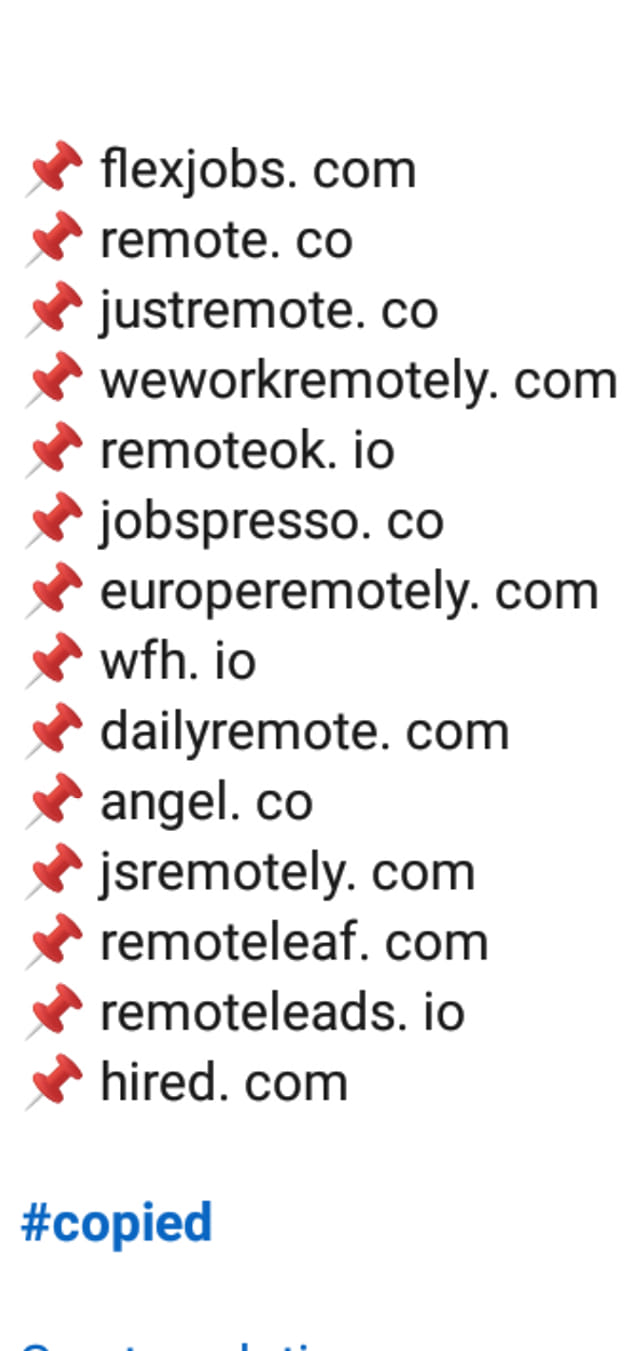 📌 flexjobs. com
📌 remote. co
📌 justremote. co
📌 weworkremotely. com
📌 remoteok. io
📌 jobspresso. co
📌 europeremotely. com
📌 wfh. io
📌 dailyremote. com
📌 angel. co
📌 jsremotely. com
📌 remoteleaf. com
📌 remoteleads. io
📌 hired. com
#copied